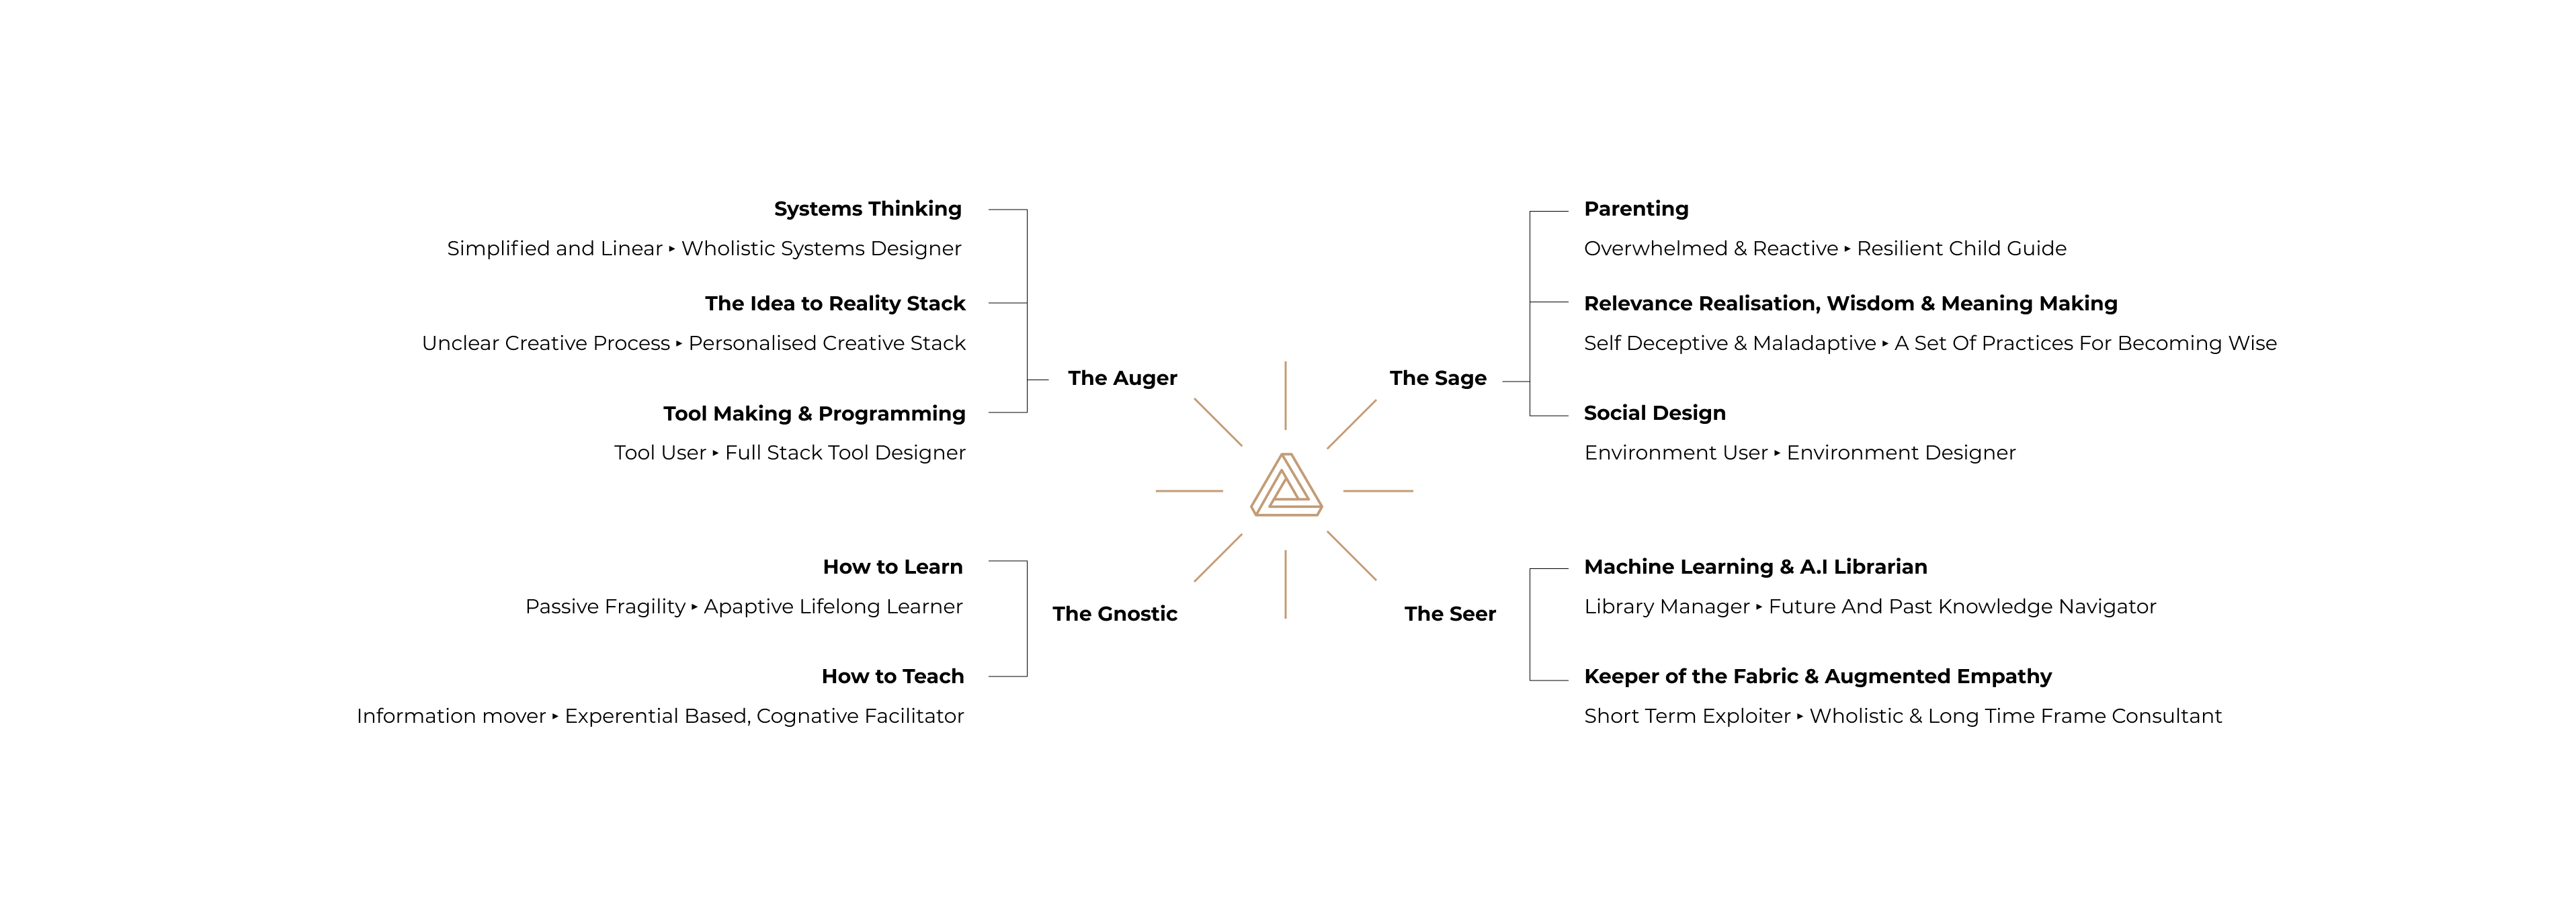 Systems Thinking
Simplified and Linear ▸ Wholistic Systems Designer
The Idea to Reality Stack
Unclear Creative Process ▸ Personalised Creative Stack
The Auger
Tool Making & Programming
Tool User ▸ Full Stack Tool Designer
Parenting
Overwhelmed & Reactive ▸ Resilient Child Guide
Relevance Realisation, Wisdom & Meaning Making
Self Deceptive & Maladaptive ▸ A Set Of Practices For Becoming Wise
The Sage
Social Design
Environment User ▸ Environment Designer
How to Learn
Passive Fragility ▸ Apaptive Lifelong Learner
The Gnostic
How to Teach
Information mover ▸ Experential Based, Cognative Facilitator
Machine Learning & A.I Librarian
Library Manager ▸ Future And Past Knowledge Navigator
The Seer
Keeper of the Fabric & Augmented Empathy
Short Term Exploiter ▸ Wholistic & Long Time Frame Consultant